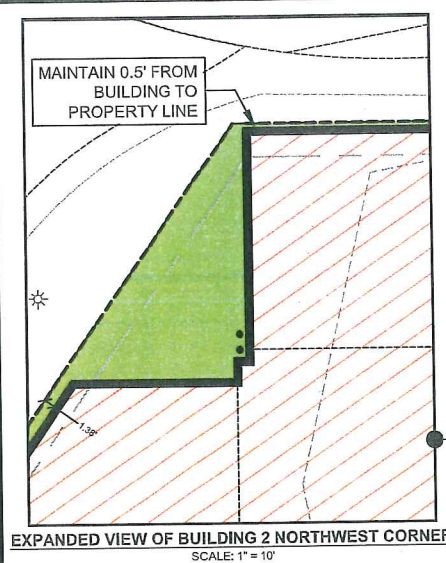 MAINTAIN 0.5' FROM
BUILDING TO
PROPERTY LINE
1.38'
EXPANDED VIEW OF BUILDING 2 NORTHWEST CORNER
SCALE: 1" = 10'